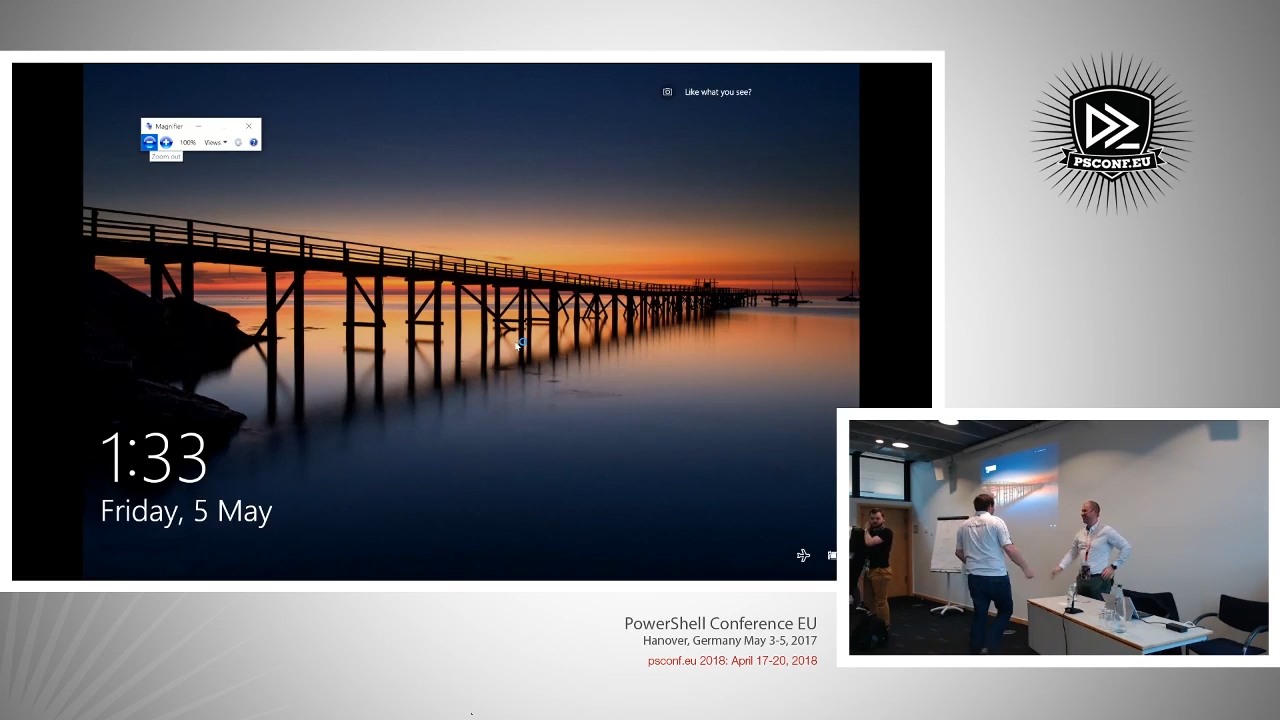 Like what you see?
Magnifier
100% Views
Zoom out
1:33
Friday, 5 May
PSCONF.EU
PowerShell Conference EU
Hanover, Germany May 3-5, 2017
psconf.eu 2018: April 17-20, 2018